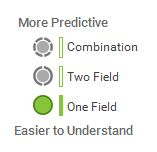 More Predictive
Combination
Two Field
One Field
Easier to Understand